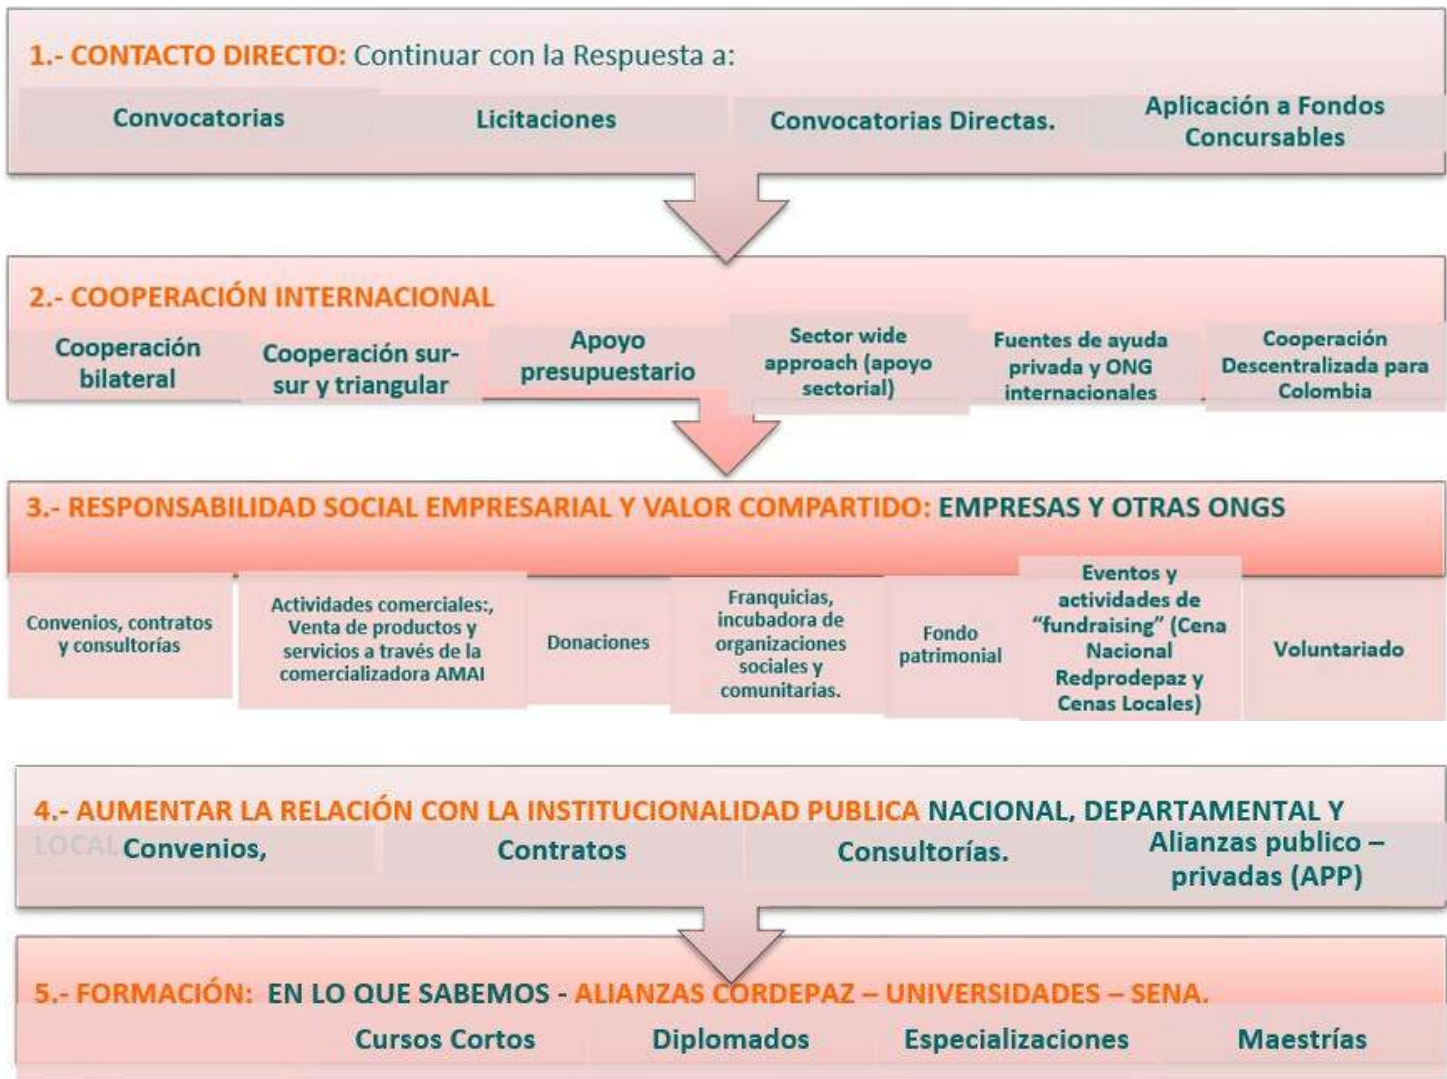 1.- CONTACTO DIRECTO: Continuar con la Respuesta a:
Convocatorias
Licitaciones
Convocatorias Directas.
Aplicación a Fondos
Concursables
2.- COOPERACIÓN INTERNACIONAL
Cooperación
bilateral
Cooperación sur-
sur y triangular
Apoyo
presupuestario
Sector wide
approach (apoyo
sectorial)
Fuentes de ayuda
privada y ONG
internacionales
Cooperación
Descentralizada para
Colombia
3.- RESPONSABILIDAD SOCIAL EMPRESARIAL Y VALOR COMPARTIDO: EMPRESAS Y OTRAS ONGS
Convenios, contratos
y consultorías
Actividades comerciales:,
Venta de productos y
servicios a través de la
comercializadora AMAI
Donaciones
Franquicias,
incubadora de
organizaciones
sociales y
comunitarias.
Fondo
patrimonial
Eventos y
actividades de
“fundraising” (Cena
Nacional
Redprodepaz y
Cenas Locales)
Voluntariado
4.- AUMENTAR LA RELACIÓN CON LA INSTITUCIONALIDAD PUBLICA NACIONAL, DEPARTAMENTAL Y
LOCAL
Convenios,
Contratos
Consultorías.
Alianzas publico –
privadas (APP)
5.- FORMACIÓN: EN LO QUE SABEMOS - ALIANZAS CORDEPAZ – UNIVERSIDADES – SENA.
Cursos Cortos
Diplomados
Especializaciones
Maestrías